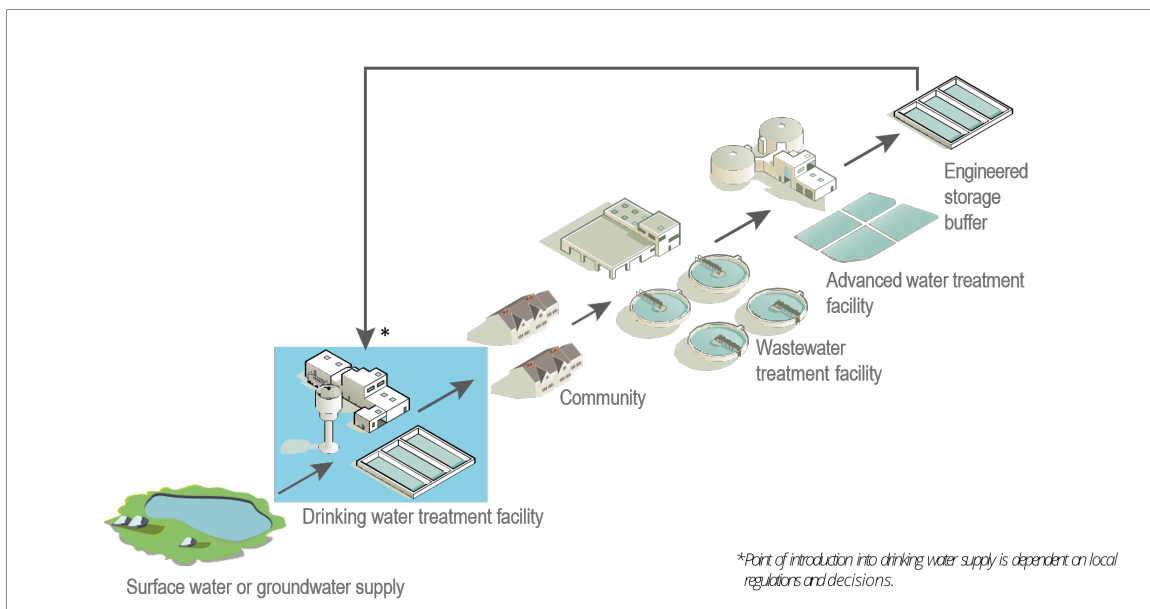 Engineered
storage
buffer
Advanced water treatment
facility
*
Wastewater
treatment facility
Community
Drinking water treatment facility
Surface water or groundwater supply
*Point of introduction into drinking water supply is dependent on local
regulations and decisions.